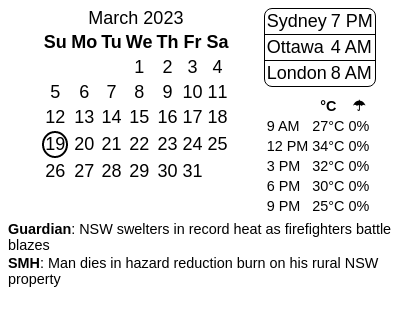 March 2023
Su Mo Tu We Th Fr Sa
1 2 3 4
5 6 7 8 9 10 11
12 13 14 15 16 17 18
19 20 21 22 23 24 25
26 27 28 29 30 31
Sydney 7 PM
Ottawa 4 AM
London 8 AM
°C ☂
9 AM 27°C 0%
12 PM 34°C 0%
3 PM 32°C 0%
6 PM 30°C 0%
9 PM 25°C 0%
Guardian: NSW swelters in record heat as firefighters battle
blazes
SMH: Man dies in hazard reduction burn on his rural NSW
property